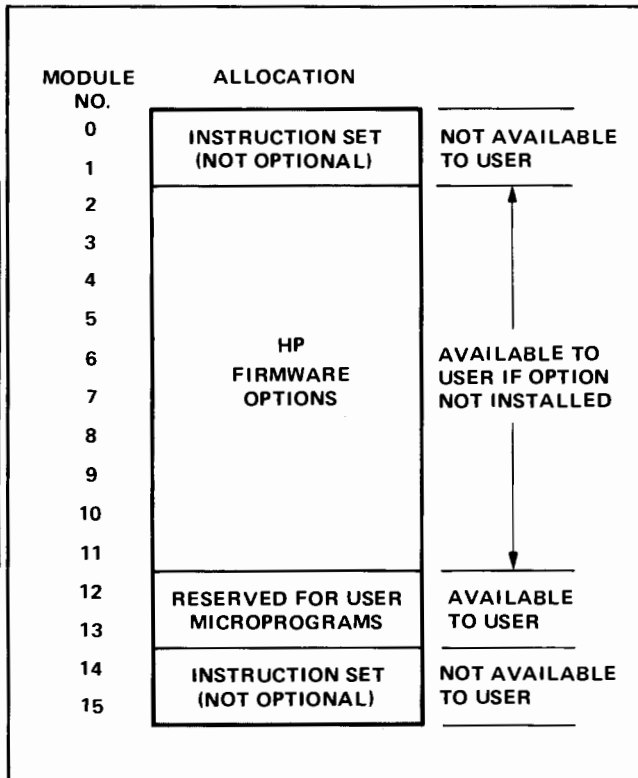 MODULE NO.
ALLOCATION
0
1
INSTRUCTION SET
(NOT OPTIONAL)
NOT AVAILABLE
TO USER
2
3
4
5
6
7
8
9
10
11
HP
FIRMWARE
OPTIONS
AVAILABLE TO
USER IF OPTION
NOT INSTALLED
12
13
RESERVED FOR USER
MICROPROGRAMS
AVAILABLE
TO USER
14
15
INSTRUCTION SET
(NOT OPTIONAL)
NOT AVAILABLE
TO USER